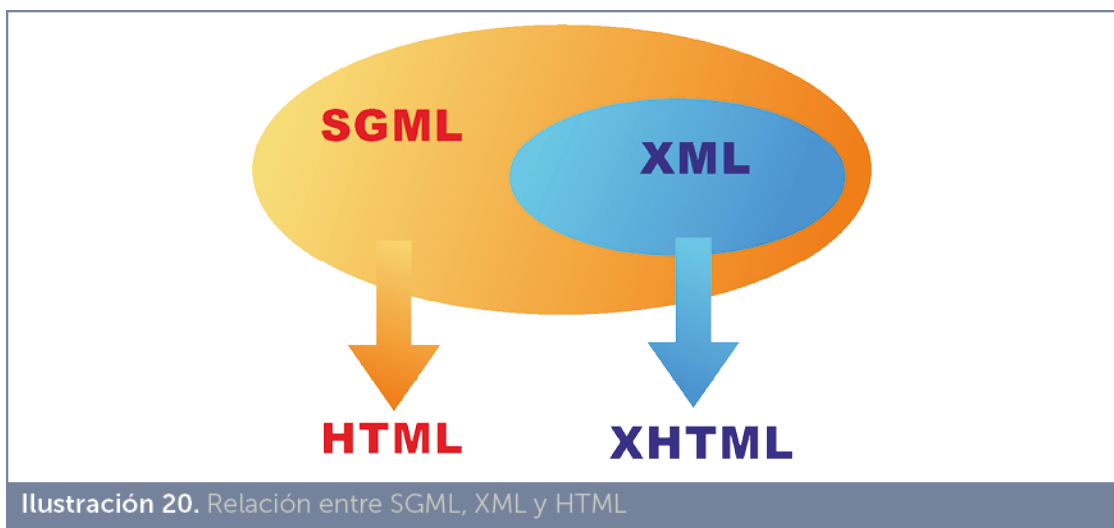 SGML
XML
HTML
XHTML
Ilustración 20. Relación entre SGML, XML y HTML